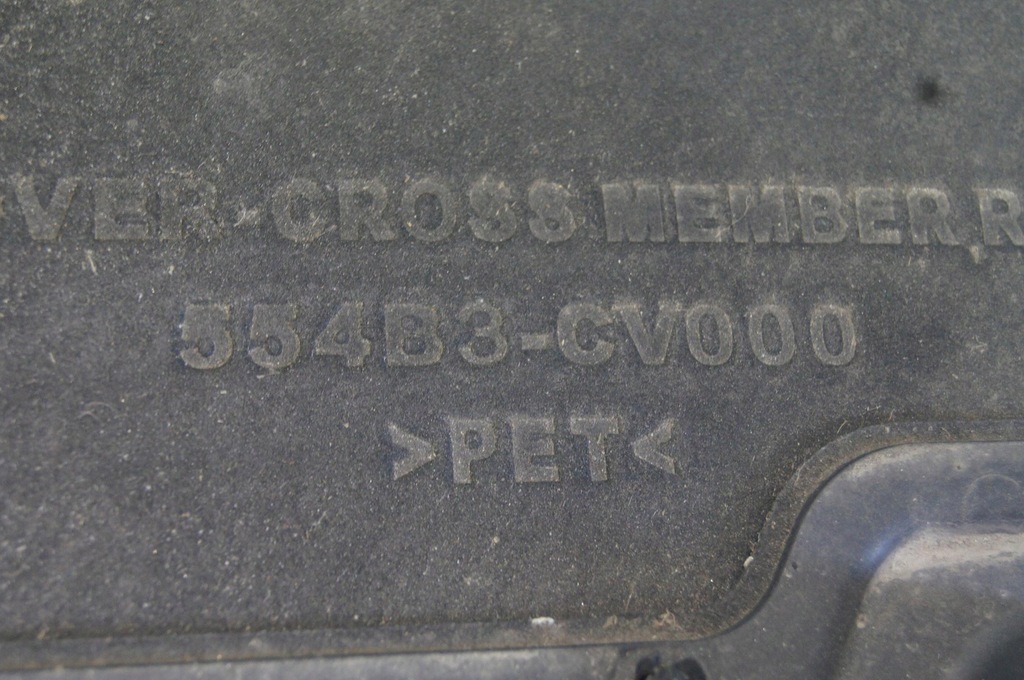 VER-CROSS MEMBER R
554B3-CV000
>PET<